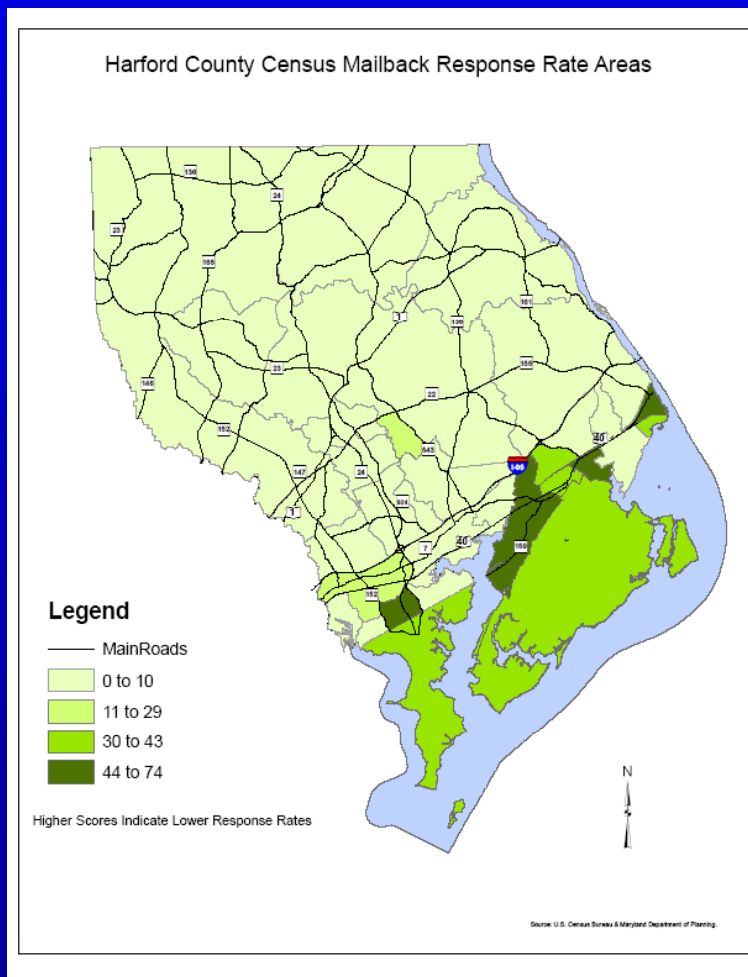 Harford County Census Mailback Response Rate Areas
136
24
23
165
161
1
136
155
23
146
22
152
543
40
147
24
1
924
7
40
159
152
Legend
MainRoads
0 to 10
11 to 29
30 to 43
44 to 74
N
Higher Scores Indicate Lower Response Rates
Source: U.S. Census Bureau & Maryland Department of Planning.